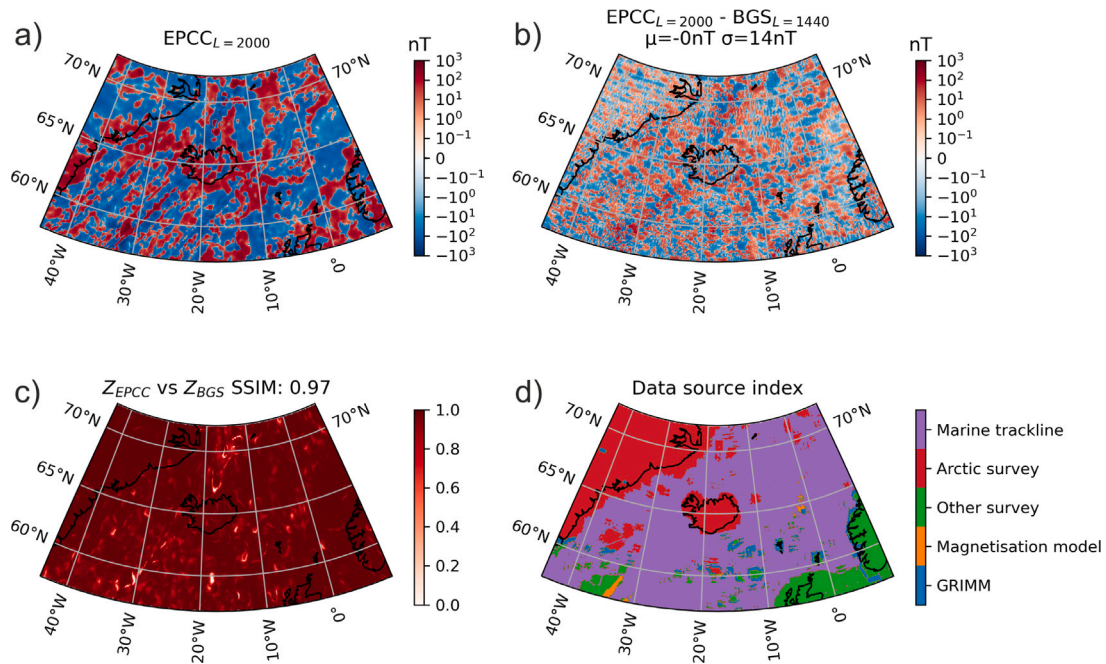 a)
EPCC_{L=2000}
nT
70°N
65°N
60°N
70°N
10^3
10^2
10^1
10^0
10^{-1}
0
−10^{-1}
−10^0
−10^1
−10^2
−10^3
40°W
30°W
20°W
10°W
0°
b)
EPCC_{L=2000} - BGS_{L=1440}
μ=-0nT σ=14nT
nT
70°N
65°N
60°N
70°N
10^3
10^2
10^1
10^0
10^{-1}
0
−10^{-1}
−10^0
−10^1
−10^2
−10^3
40°W
30°W
20°W
10°W
0°
c)
Z_{EPCC} vs Z_{BGS} SSIM: 0.97
70°N
65°N
60°N
70°N
1.0
0.8
0.6
0.4
0.2
0.0
40°W
30°W
20°W
10°W
0°
d)
Data source index
70°N
65°N
60°N
70°N
Marine trackline
Arctic survey
Other survey
Magnetisation model
GRIMM
40°W
30°W
20°W
10°W
0°